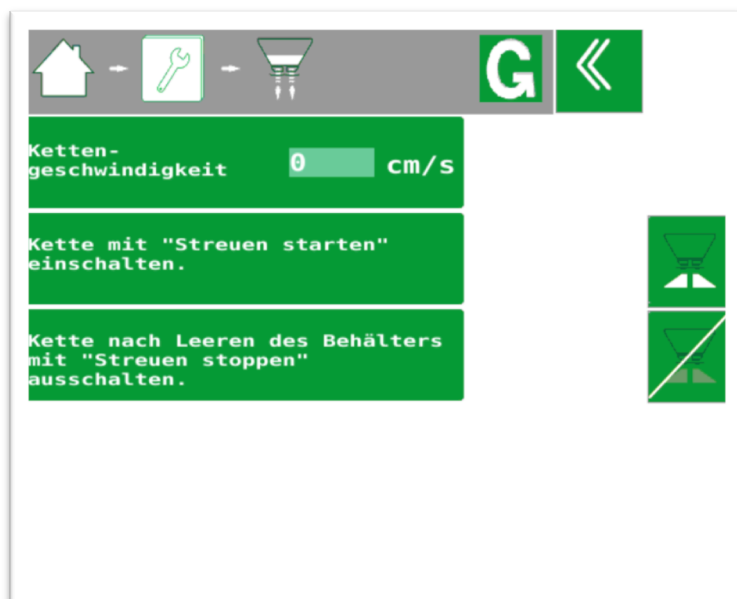 G
Ketten-
geschwindigkeit 0 cm/s
Kette mit "Streuen starten"
einschalten.
Kette nach Leeren des Behälters
mit "Streuen stoppen"
ausschalten.